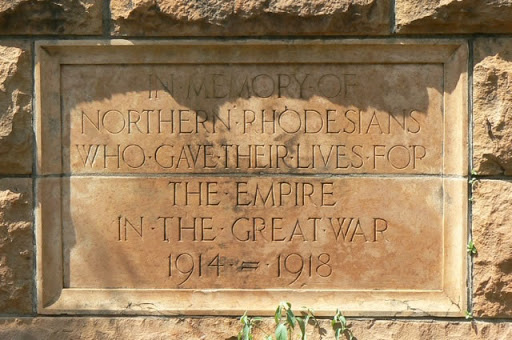 IN·MEMORY·OF
NORTHERN·RHODESIANS
WHO·GAVE·THEIR·LIVES·FOR
THE·EMPIRE
IN·THE·GREAT·WAR
1914 = 1918